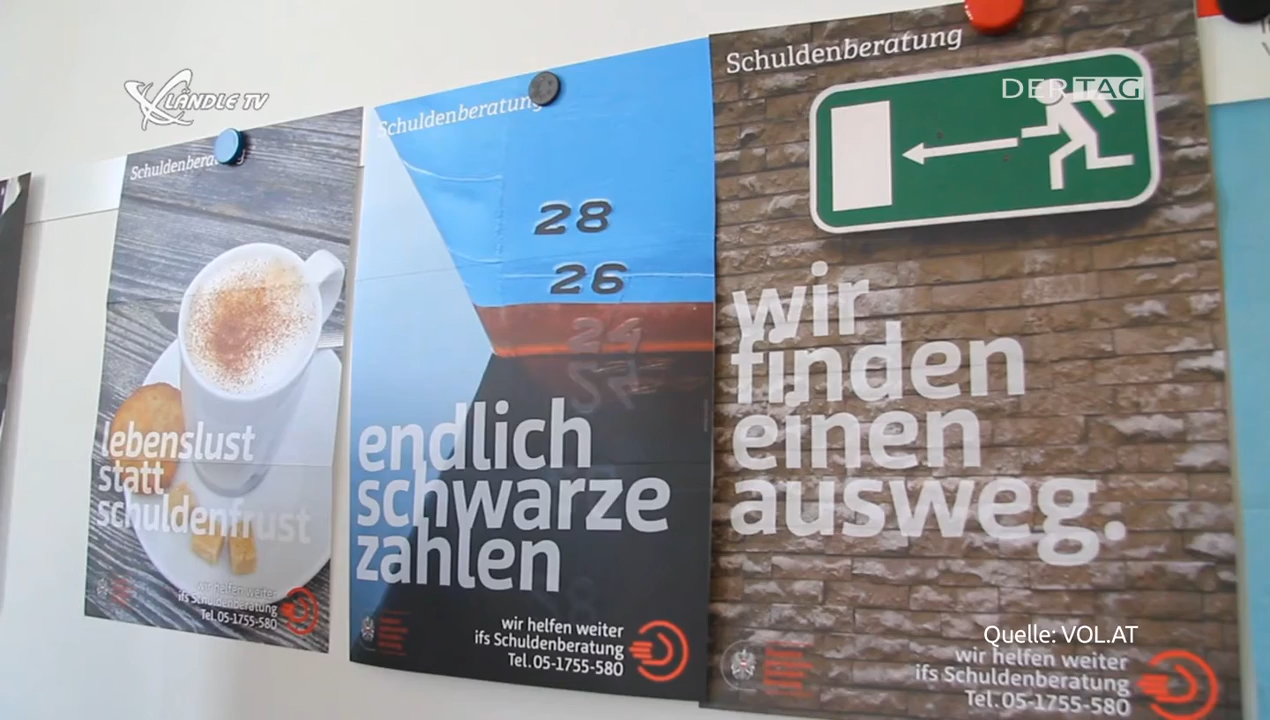 LÄNDLE TV
DER TAG
Schuldenbera
lebenslust
statt
schuldenfrust
wir helfen weiter
ifs Schuldenberatung
Tel. 05-1755-580
Schuldenberatung
28
26
24
endlich
schwarze
zahlen
wir helfen weiter
ifs Schuldenberatung
Tel. 05-1755-580
Schuldenberatung
wir
finden
einen
ausweg.
Quelle: VOL.AT
wir helfen weiter
ifs Schuldenberatung
Tel. 05-1755-580